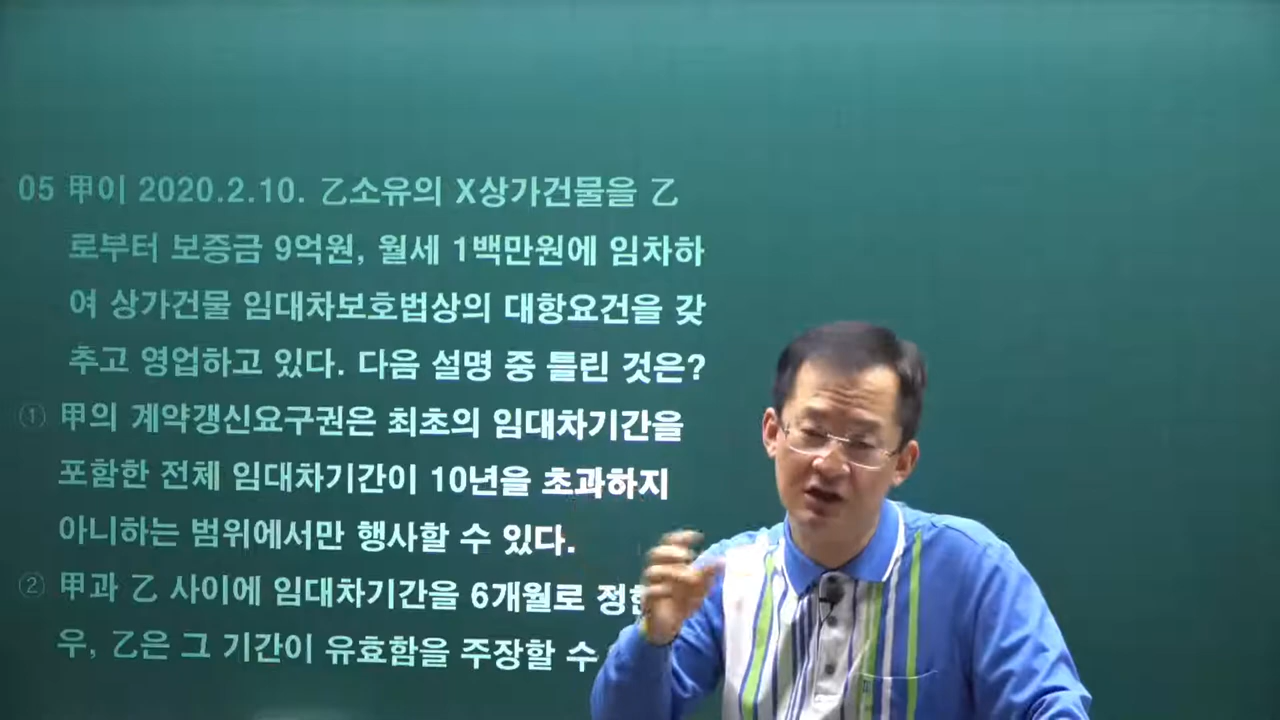 05 甲이 2020.2.10. 乙소유의 X상가건물을 乙
로부터 보증금 9억원, 월세 1백만원에 임차하
여 상가건물 임대차보호법상의 대항요건을 갖
추고 영업하고 있다. 다음 설명 중 틀린 것은?
① 甲의 계약갱신요구권은 최초의 임대차기간을
포함한 전체 임대차기간이 10년을 초과하지
아니하는 범위에서만 행사할 수 있다.
② 甲과 乙 사이에 임대차기간을 6개월로
우, 乙은 그 기간이 유효함을 주장할 수